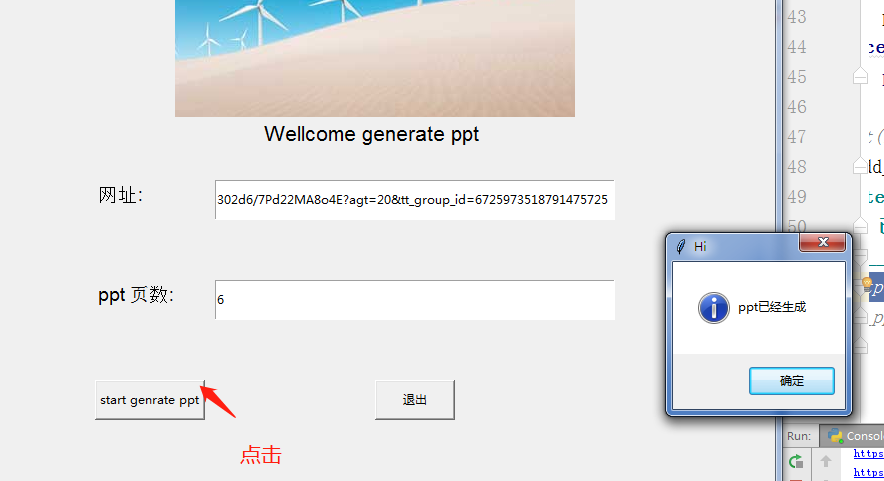 43
44
45
46
47
48
49
50
Wellcome generate ppt
网址:
302d6/7Pd22MA8o4E?agt=20&tt_group_id=6725973518791475725
ppt 页数:
6
start genrate ppt
退出
点击
Hi
ppt已经生成
确定
Run:
Consol
https
https